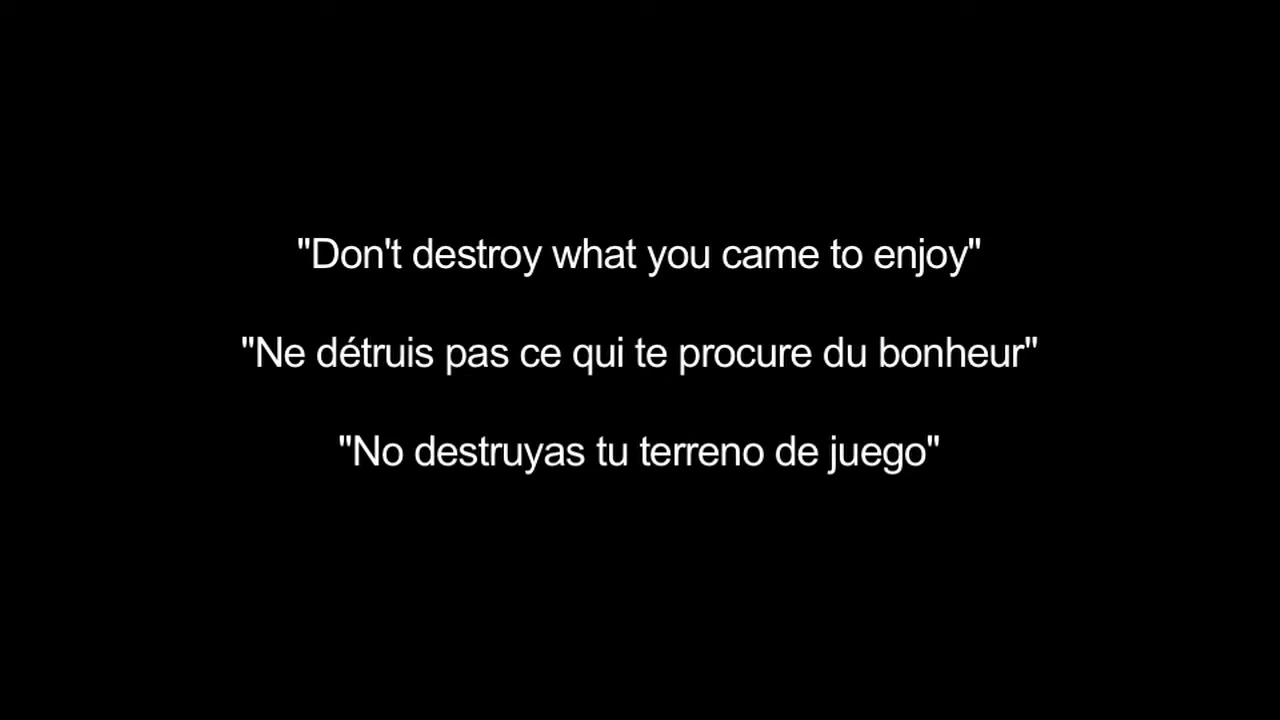 "Don't destroy what you came to enjoy"
"Ne détruis pas ce qui te procure du bonheur"
"No destruyas tu terreno de juego"